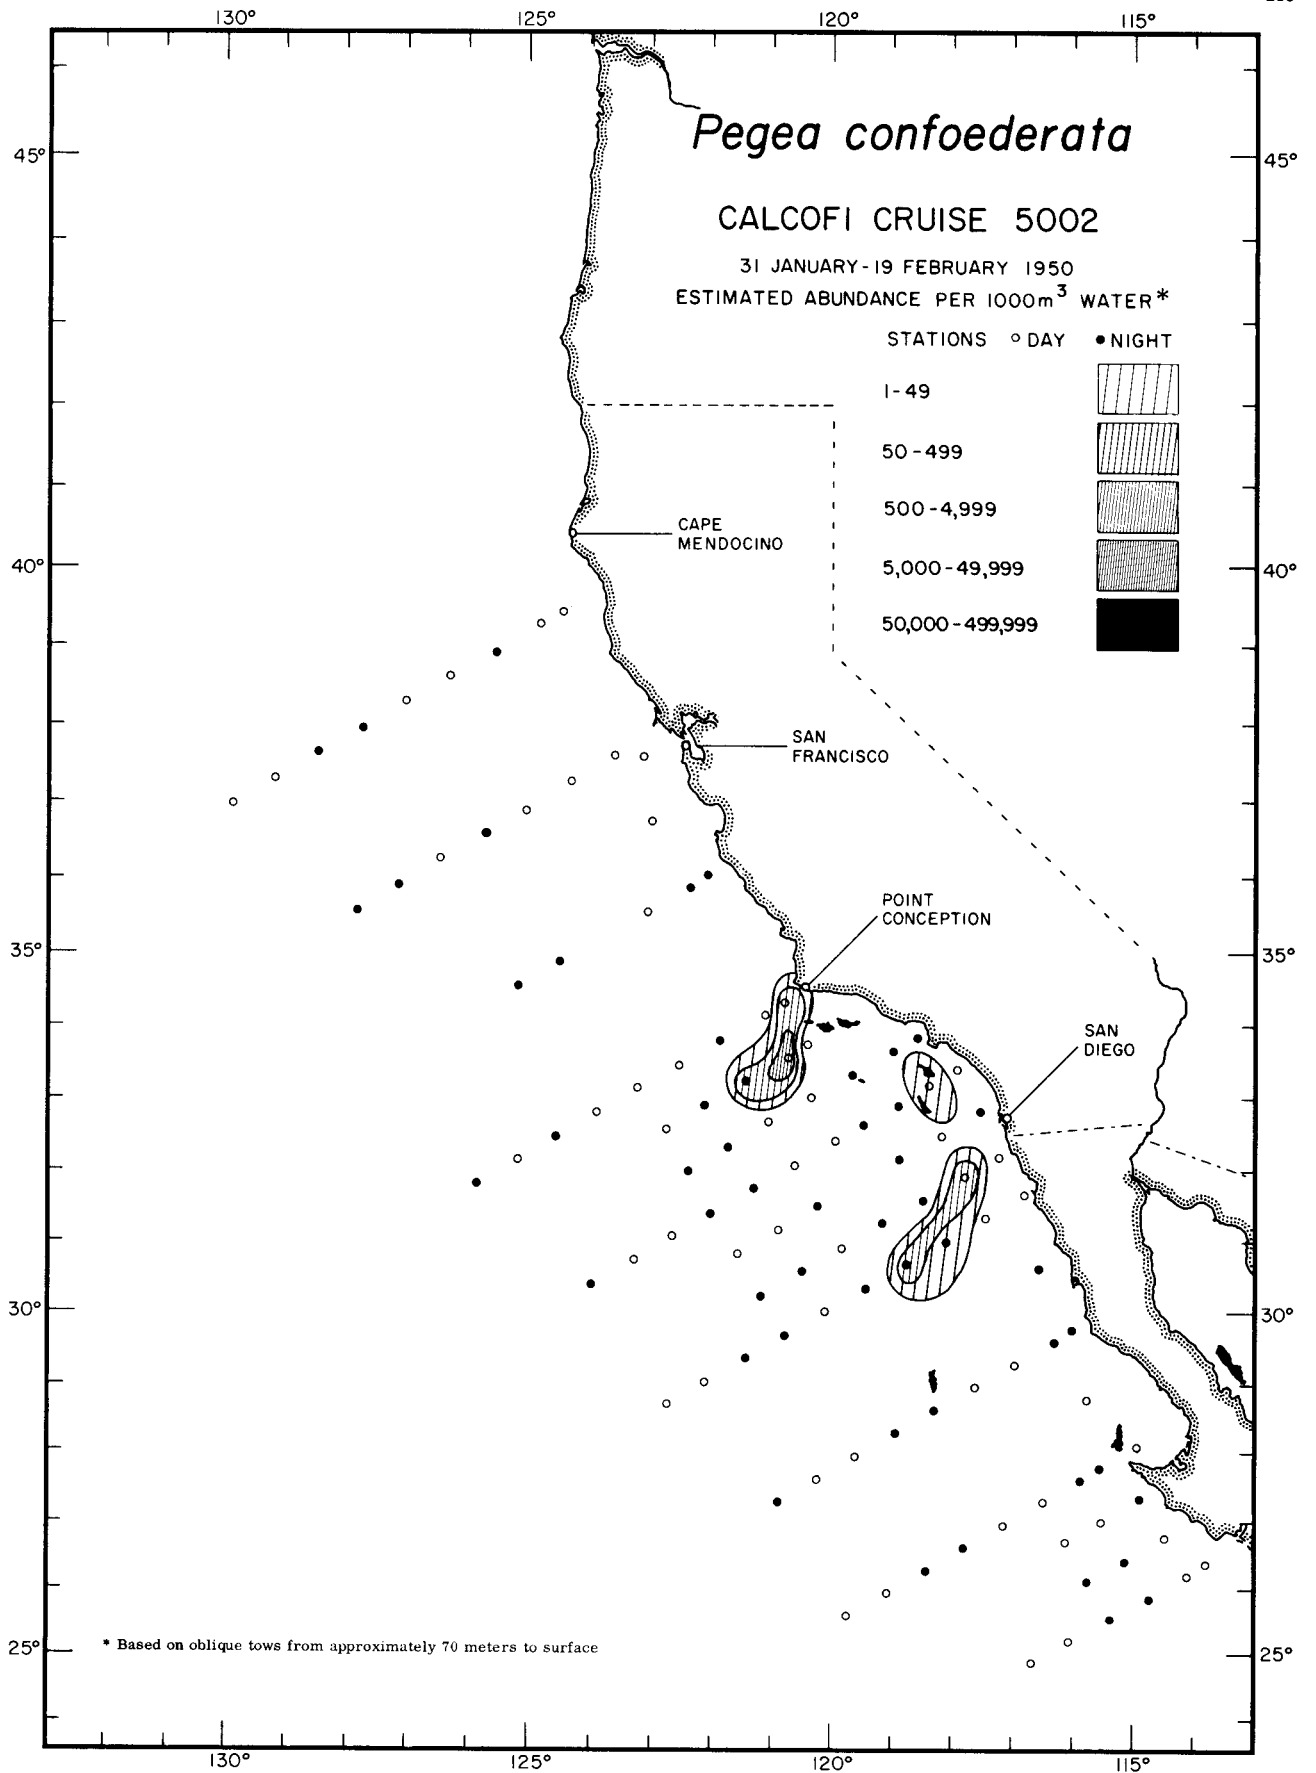 130° 125° 120° 115°
Pegea confoederata
45° 45°
CALCOFI CRUISE 5002
31 JANUARY-19 FEBRUARY 1950
ESTIMATED ABUNDANCE PER 1000m³ WATER*
STATIONS ○ DAY ● NIGHT
1-49
50-499
500-4,999
CAPE
MENDOCINO
5,000-49,999
40° 40°
50,000-499,999
SAN
FRANCISCO
POINT
CONCEPTION
35° 35°
SAN
DIEGO
30° 30°
* Based on oblique tows from approximately 70 meters to surface
25° 25°
130° 125° 120° 115°